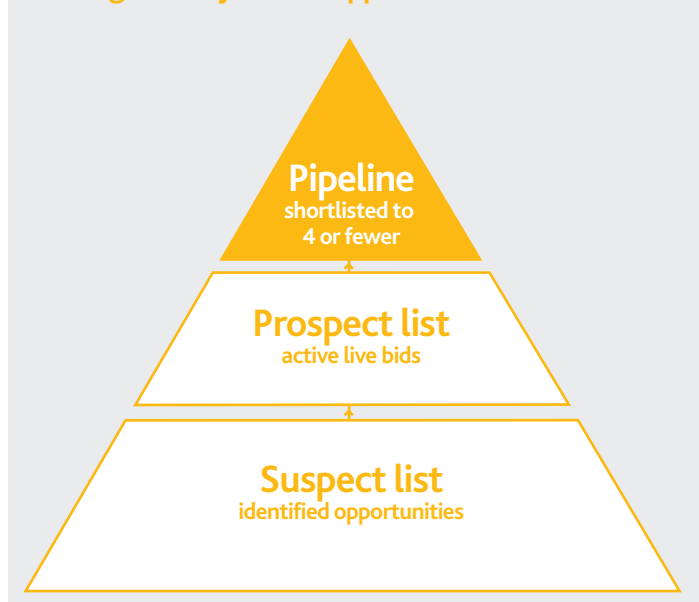 Pipeline
shortlisted to
4 or fewer
Prospect list
active live bids
Suspect list
identified opportunities